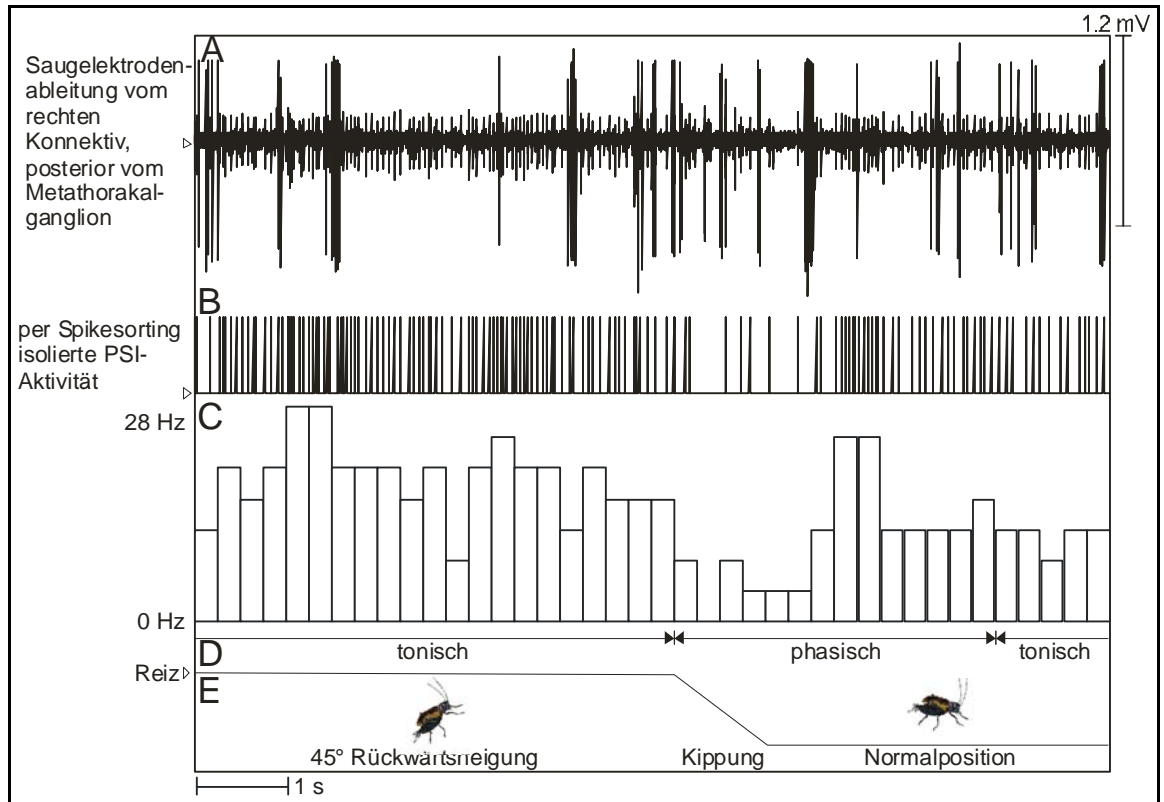 1.2 mV
A
Saugelektroden-
ableitung vom
rechten
Konnektiv,
posterior vom
Metathorakal-
ganglion
B
per Spikesorting
isolierte PSI-
Aktivität
28 Hz
C
0 Hz
tonisch
phasisch
tonisch
D
Reiz
E
45° Rückwärtsneigung
Kippung
Normalposition
1 s